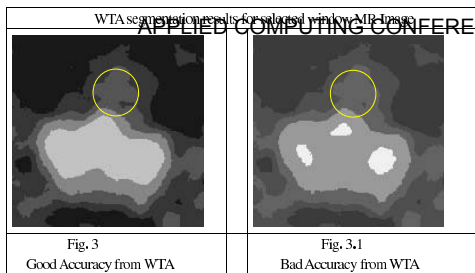 WTA segmentation results for selected window MR Image
APPLIED COMPUTING CONFERE
Fig. 3
Fig. 3.1
Good Accuracy from WTA
Bad Accuracy from WTA